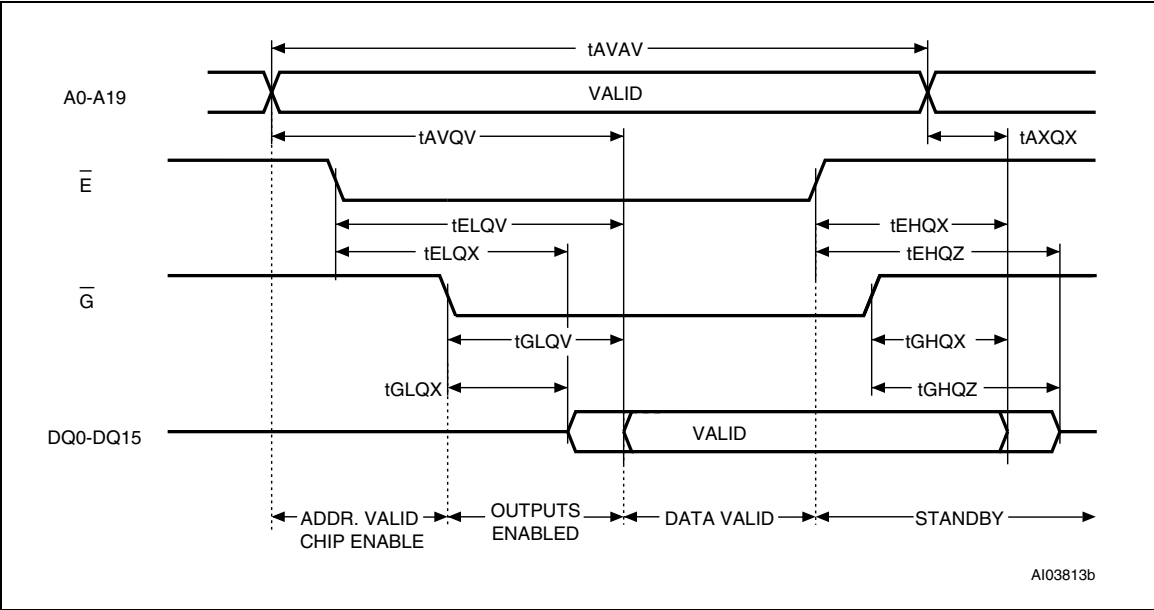 tAVAV
A0-A19
VALID
tAVQV
tAXQX
E
tELQV
tEHQX
tELQX
tEHQZ
G
tGLQV
tGHQX
tGLQX
tGHQZ
DQ0-DQ15
VALID
ADDR. VALID
CHIP ENABLE
OUTPUTS
ENABLED
DATA VALID
STANDBY
AI03813b